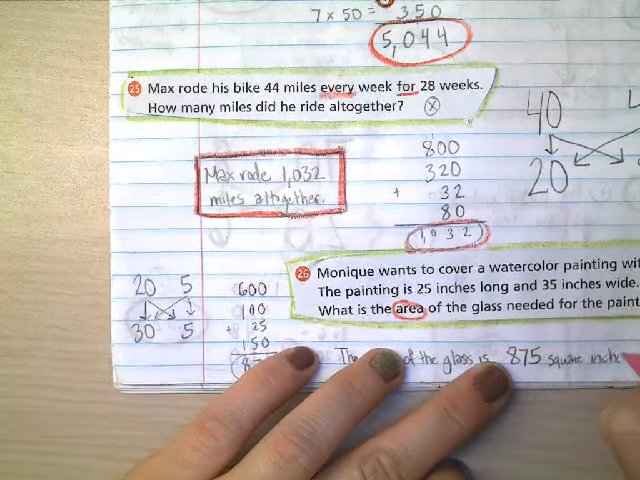 7 x 50 = 350
5,044
25 Max rode his bike 44 miles every week for 28 weeks.
How many miles did he ride altogether? X
Max rode 1,032
miles altogether.
800
320
+ 32
80
1,032
40
20
26 Monique wants to cover a watercolor painting
The painting is 25 inches long and 35 inches wide.
What is the area of the glass needed for the
20 5
30 5
600
100
+ 25
150
of the glass is 875 square